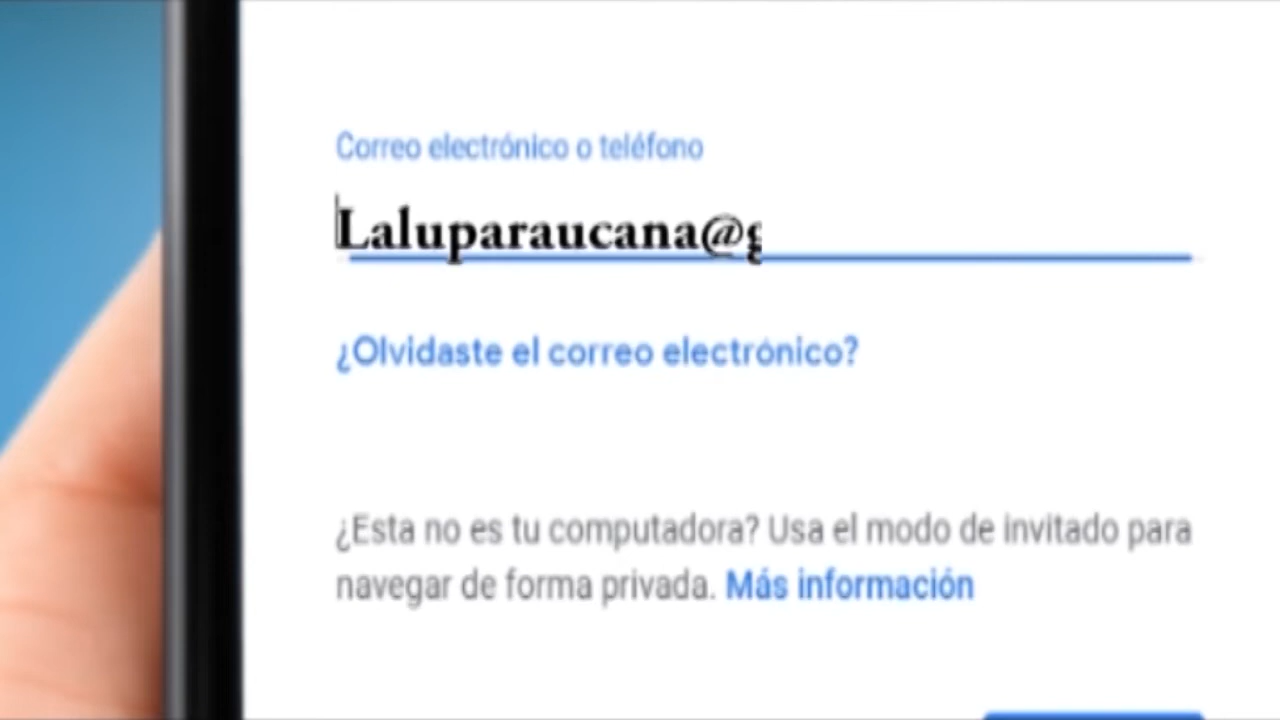 Correo electrónico o teléfono
Laluparaucana@g
¿Olvidaste el correo electrónico?
¿Esta no es tu computadora? Usa el modo de invitado para
navegar de forma privada. Más información